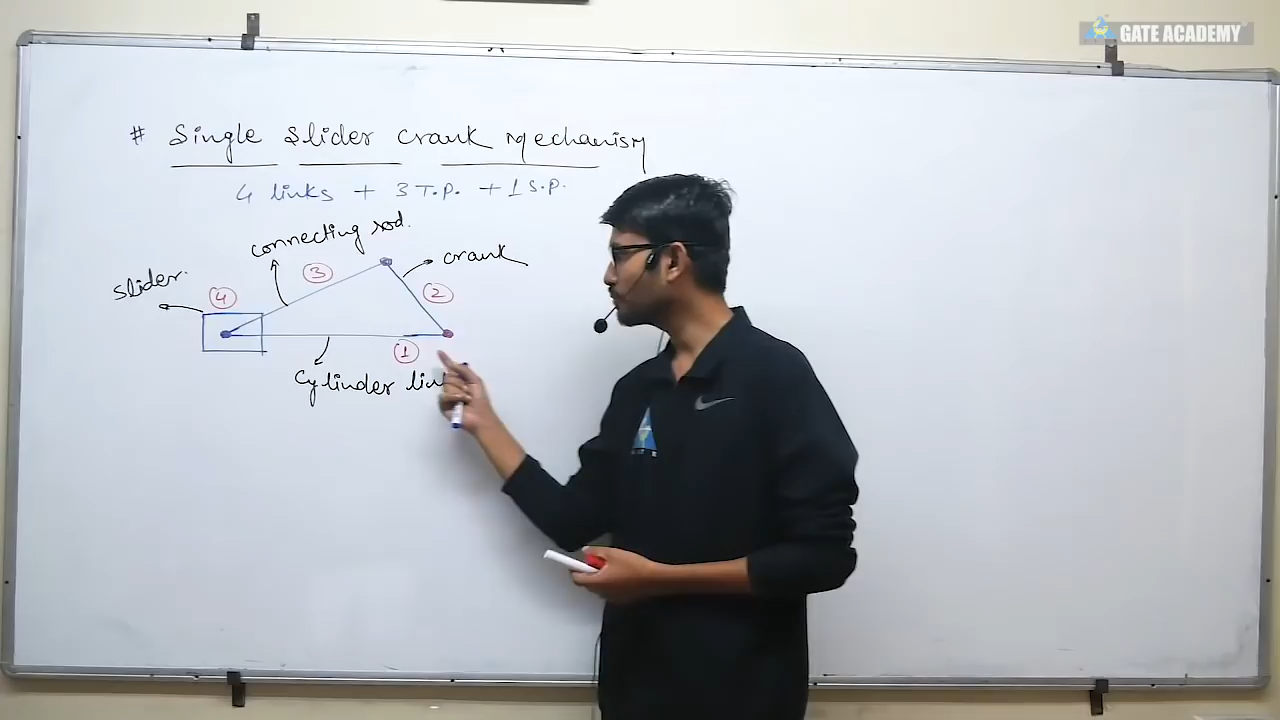 GATE ACADEMY
# Single Slider Crank Mechanism
4 links + 3 T.P. + 1 S.P.
connecting rod.
crank
slider.
3
4
2
1
Cylinder link